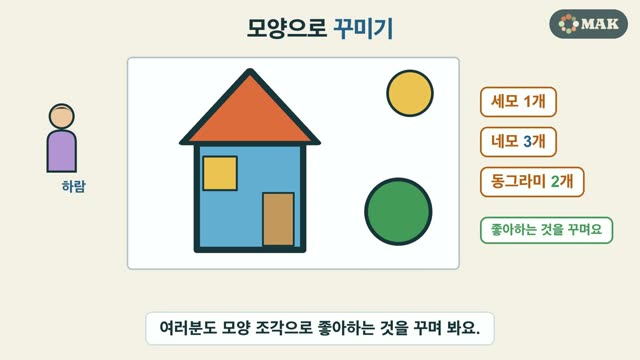 모양으로 꾸미기
MAK
하람
세모 1개
네모 3개
동그라미 2개
좋아하는 것을 꾸며요
여러분도 모양 조각으로 좋아하는 것을 꾸며 봐요.